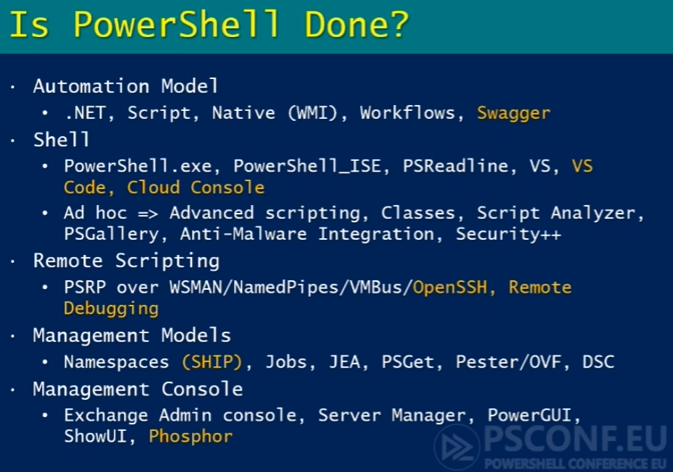 Is PowerShell Done?
· Automation Model
• .NET, Script, Native (WMI), Workflows, Swagger
· Shell
• PowerShell.exe, PowerShell_ISE, PSReadline, VS, VS
Code, Cloud Console
• Ad hoc => Advanced scripting, Classes, Script Analyzer,
PSGallery, Anti-Malware Integration, Security++
· Remote Scripting
• PSRP over WSMAN/NamedPipes/VMBus/OpenSSH, Remote
Debugging
· Management Models
• Namespaces (SHIP), Jobs, JEA, PSGet, Pester/OVF, DSC
· Management Console
• Exchange Admin console, Server Manager, PowerGUI,
ShowUI, Phosphor
PSCONF.EU
POWERSHELL CONFERENCE EU